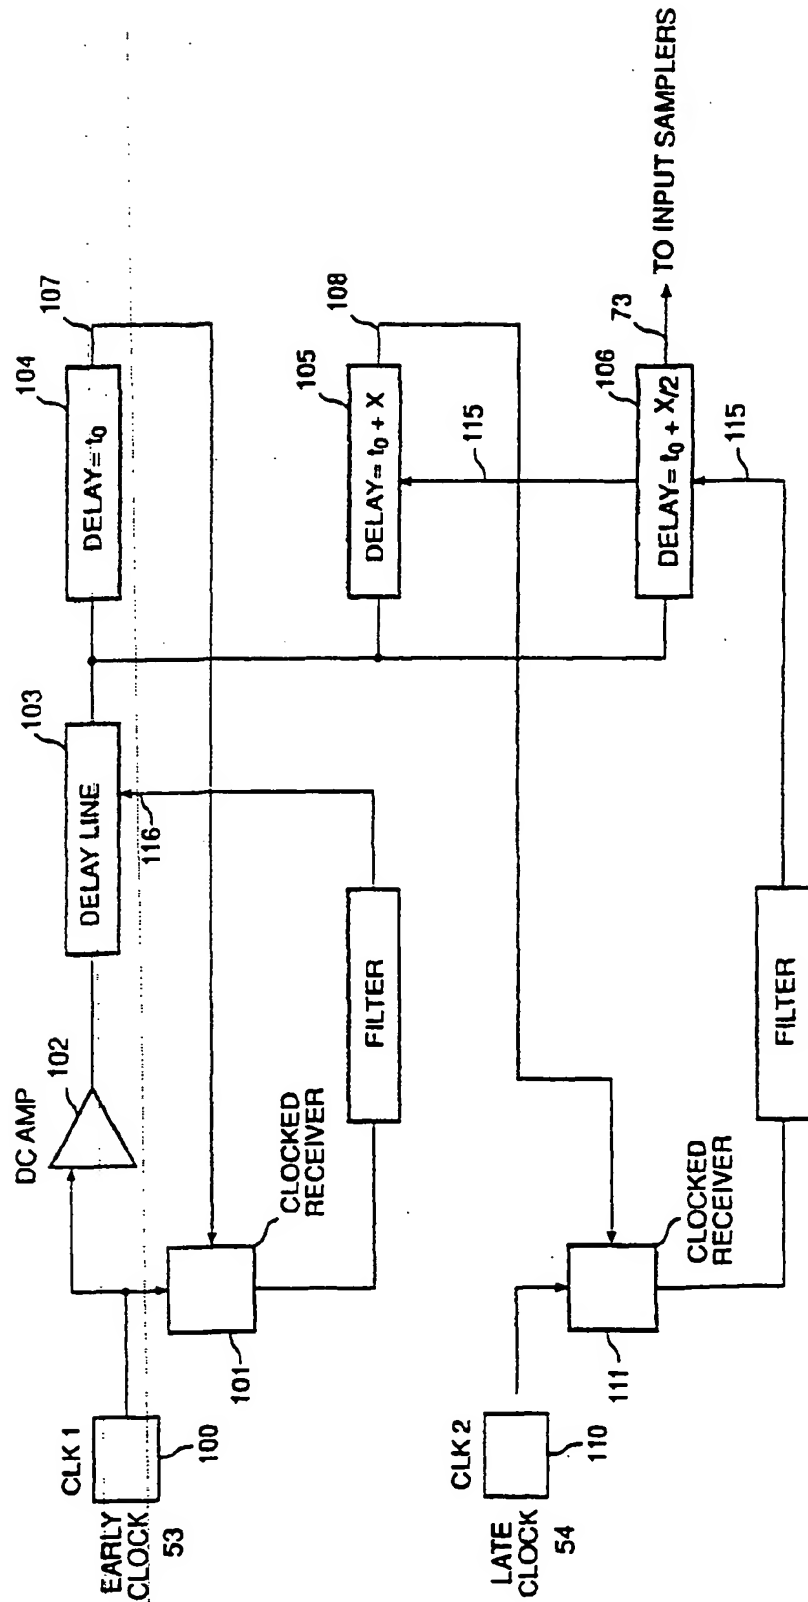 CLK 1
EARLY
CLOCK
53
100
DC AMP
102
DELAY LINE
103
116
DELAY= t₀
104
107
101
CLOCKED
RECEIVER
FILTER
DELAY= t₀ + X
105
108
115
DELAY= t₀ + X/2
106
73
TO INPUT SAMPLERS
115
CLK 2
LATE
CLOCK
54
110
111
CLOCKED
RECEIVER
FILTER